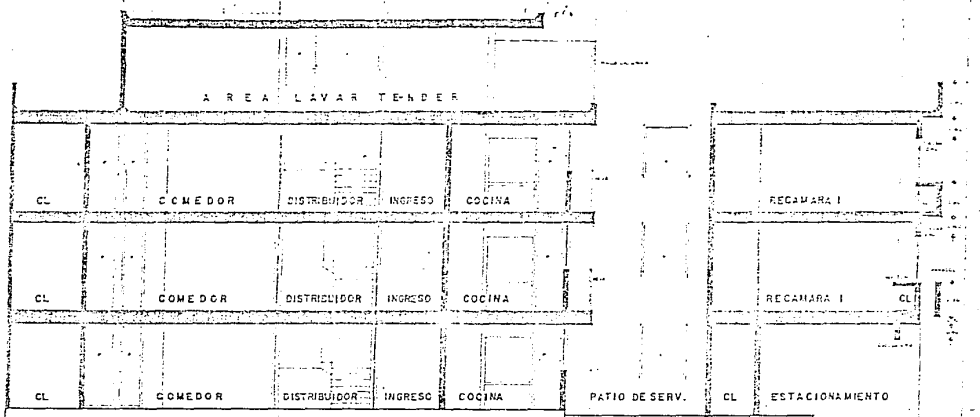 AREA LAVAR TENDER
CL COMEDOR DISTRIBUIDOR INGRESO COCINA RECAMARA I
CL COMEDOR DISTRIBUIDOR INGRESO COCINA RECAMARA I CL
CL COMEDOR DISTRIBUIDOR INGRESO COCINA PATIO DE SERV. CL ESTACIONAMIENTO